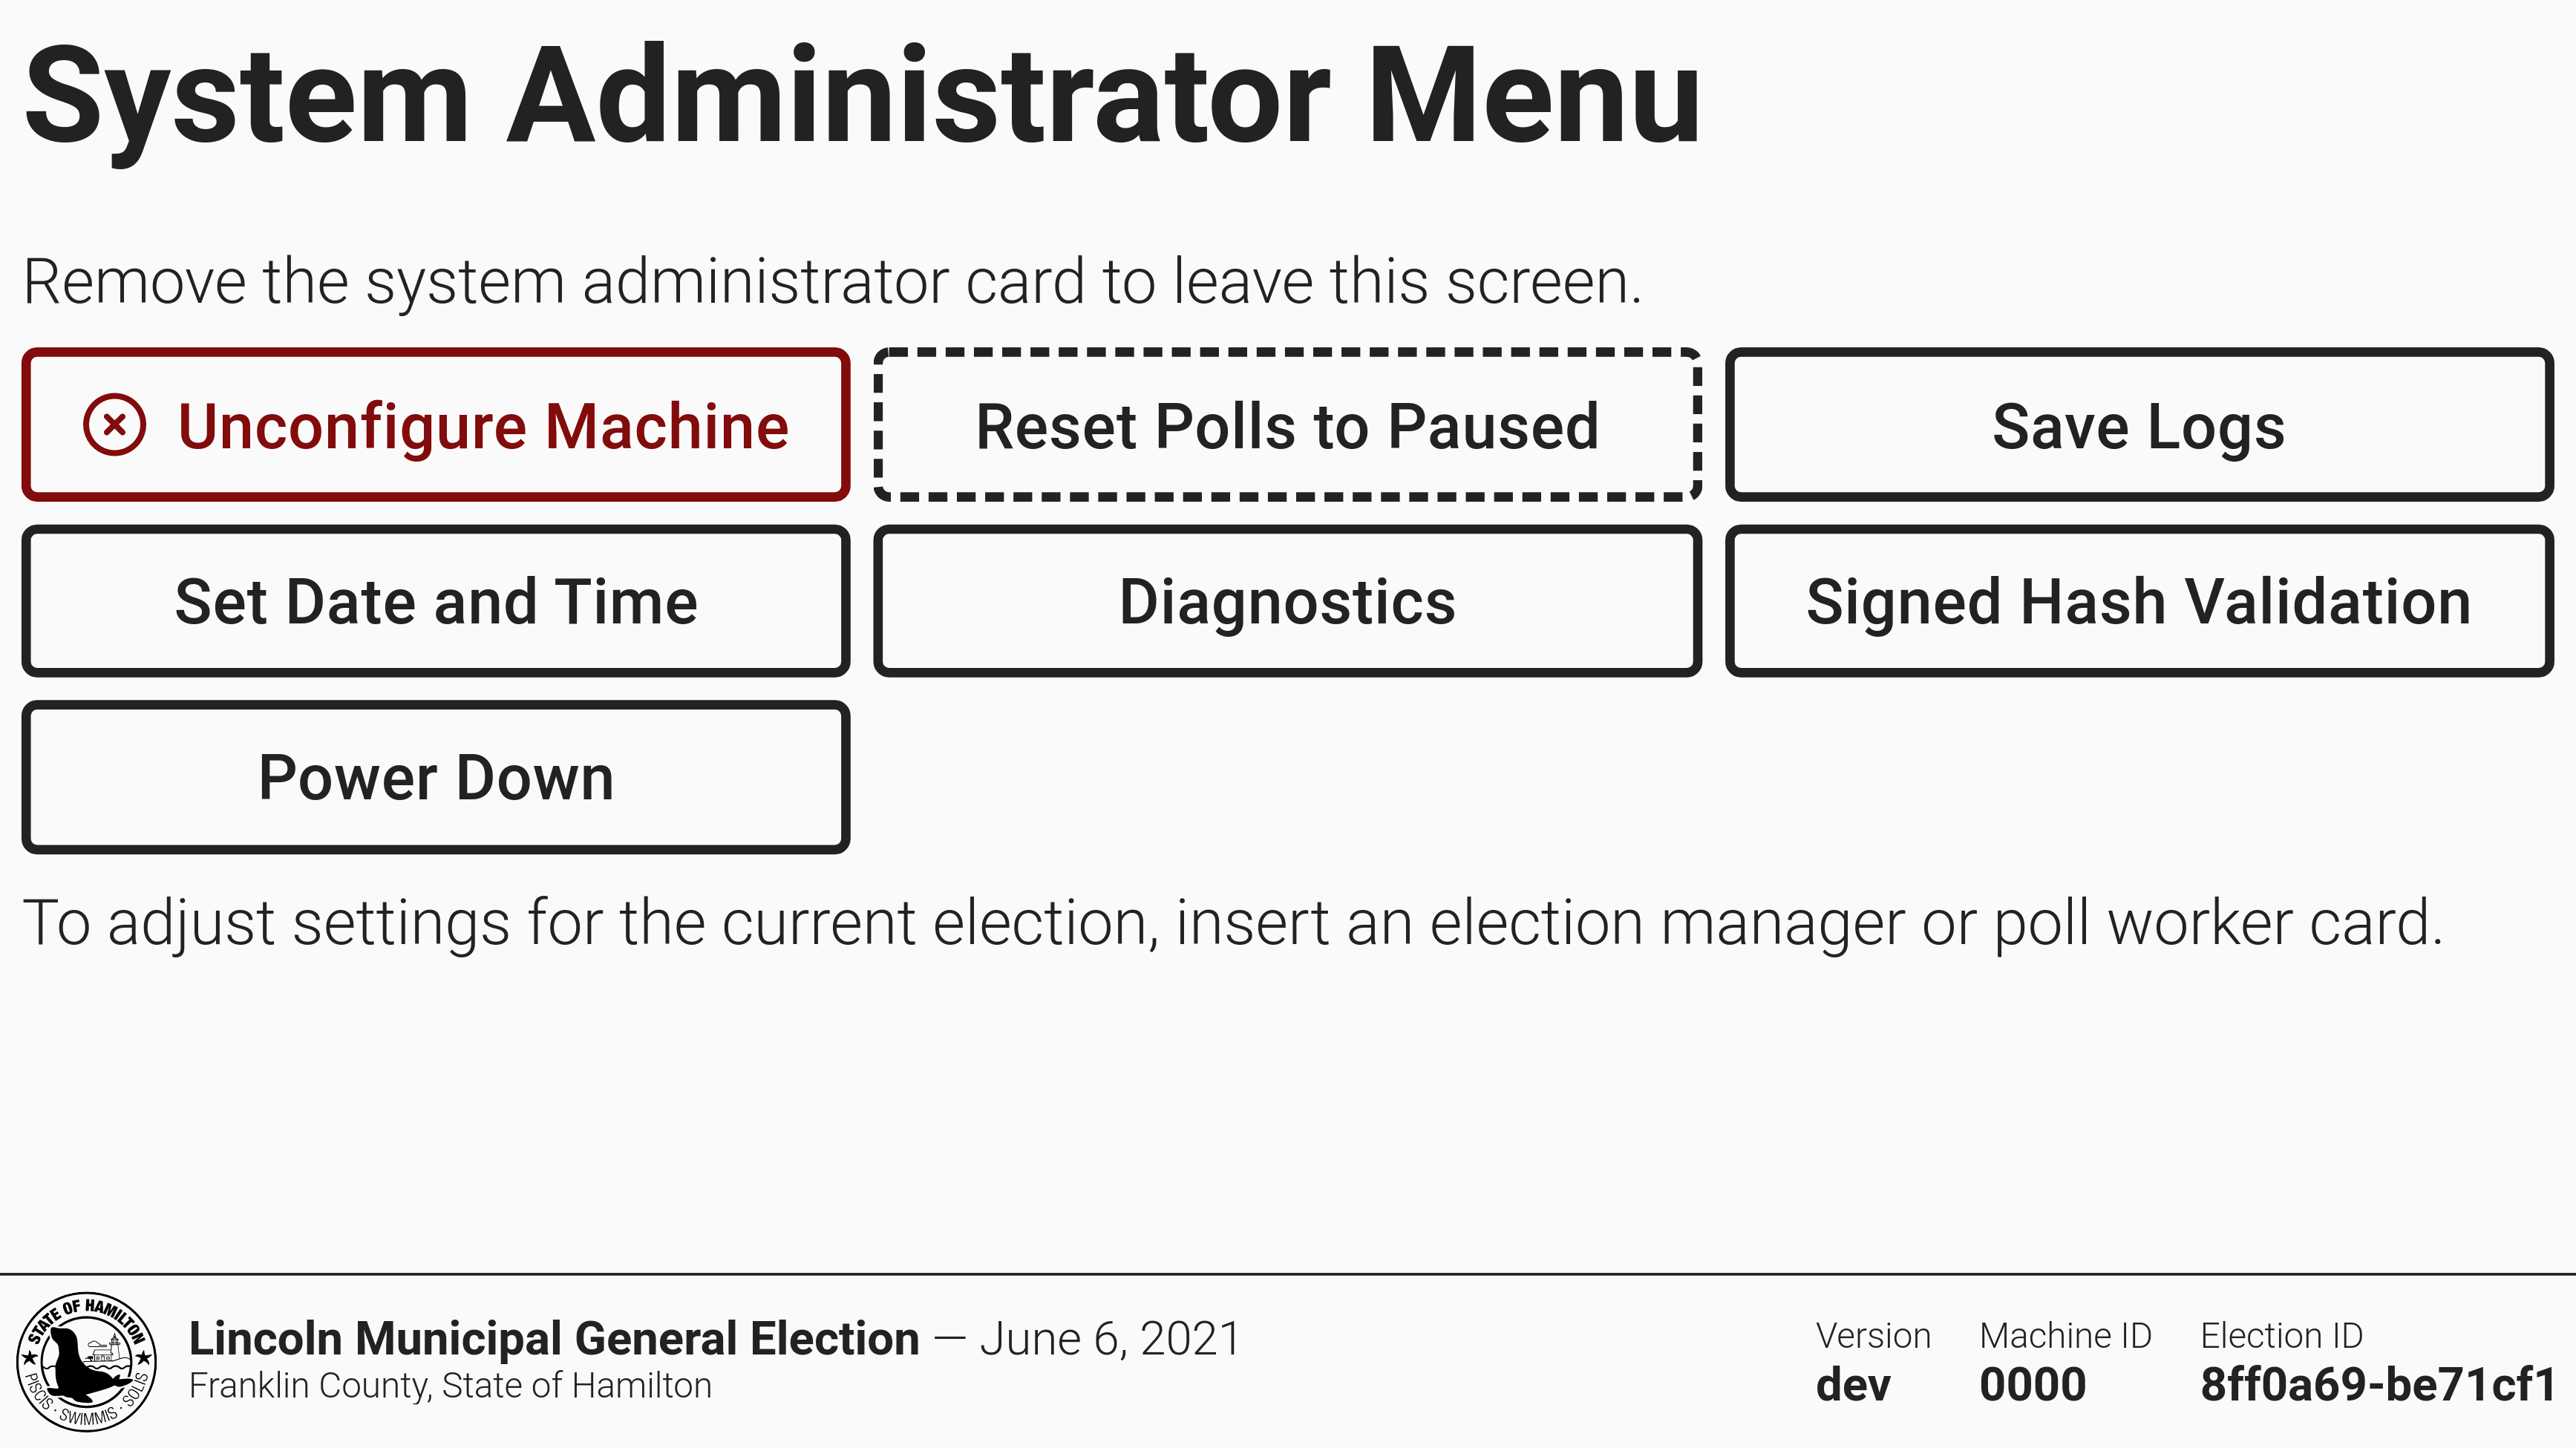 System Administrator Menu
Remove the system administrator card to leave this screen.
Unconfigure Machine
Reset Polls to Paused
Save Logs
Set Date and Time
Diagnostics
Signed Hash Validation
Power Down
To adjust settings for the current election, insert an election manager or poll worker card.
STATE OF HAMILTON
PISCIS · SWIMMIS · SOLIS
Lincoln Municipal General Election — June 6, 2021
Franklin County, State of Hamilton
Version
dev
Machine ID
0000
Election ID
8ff0a69-be71cf1